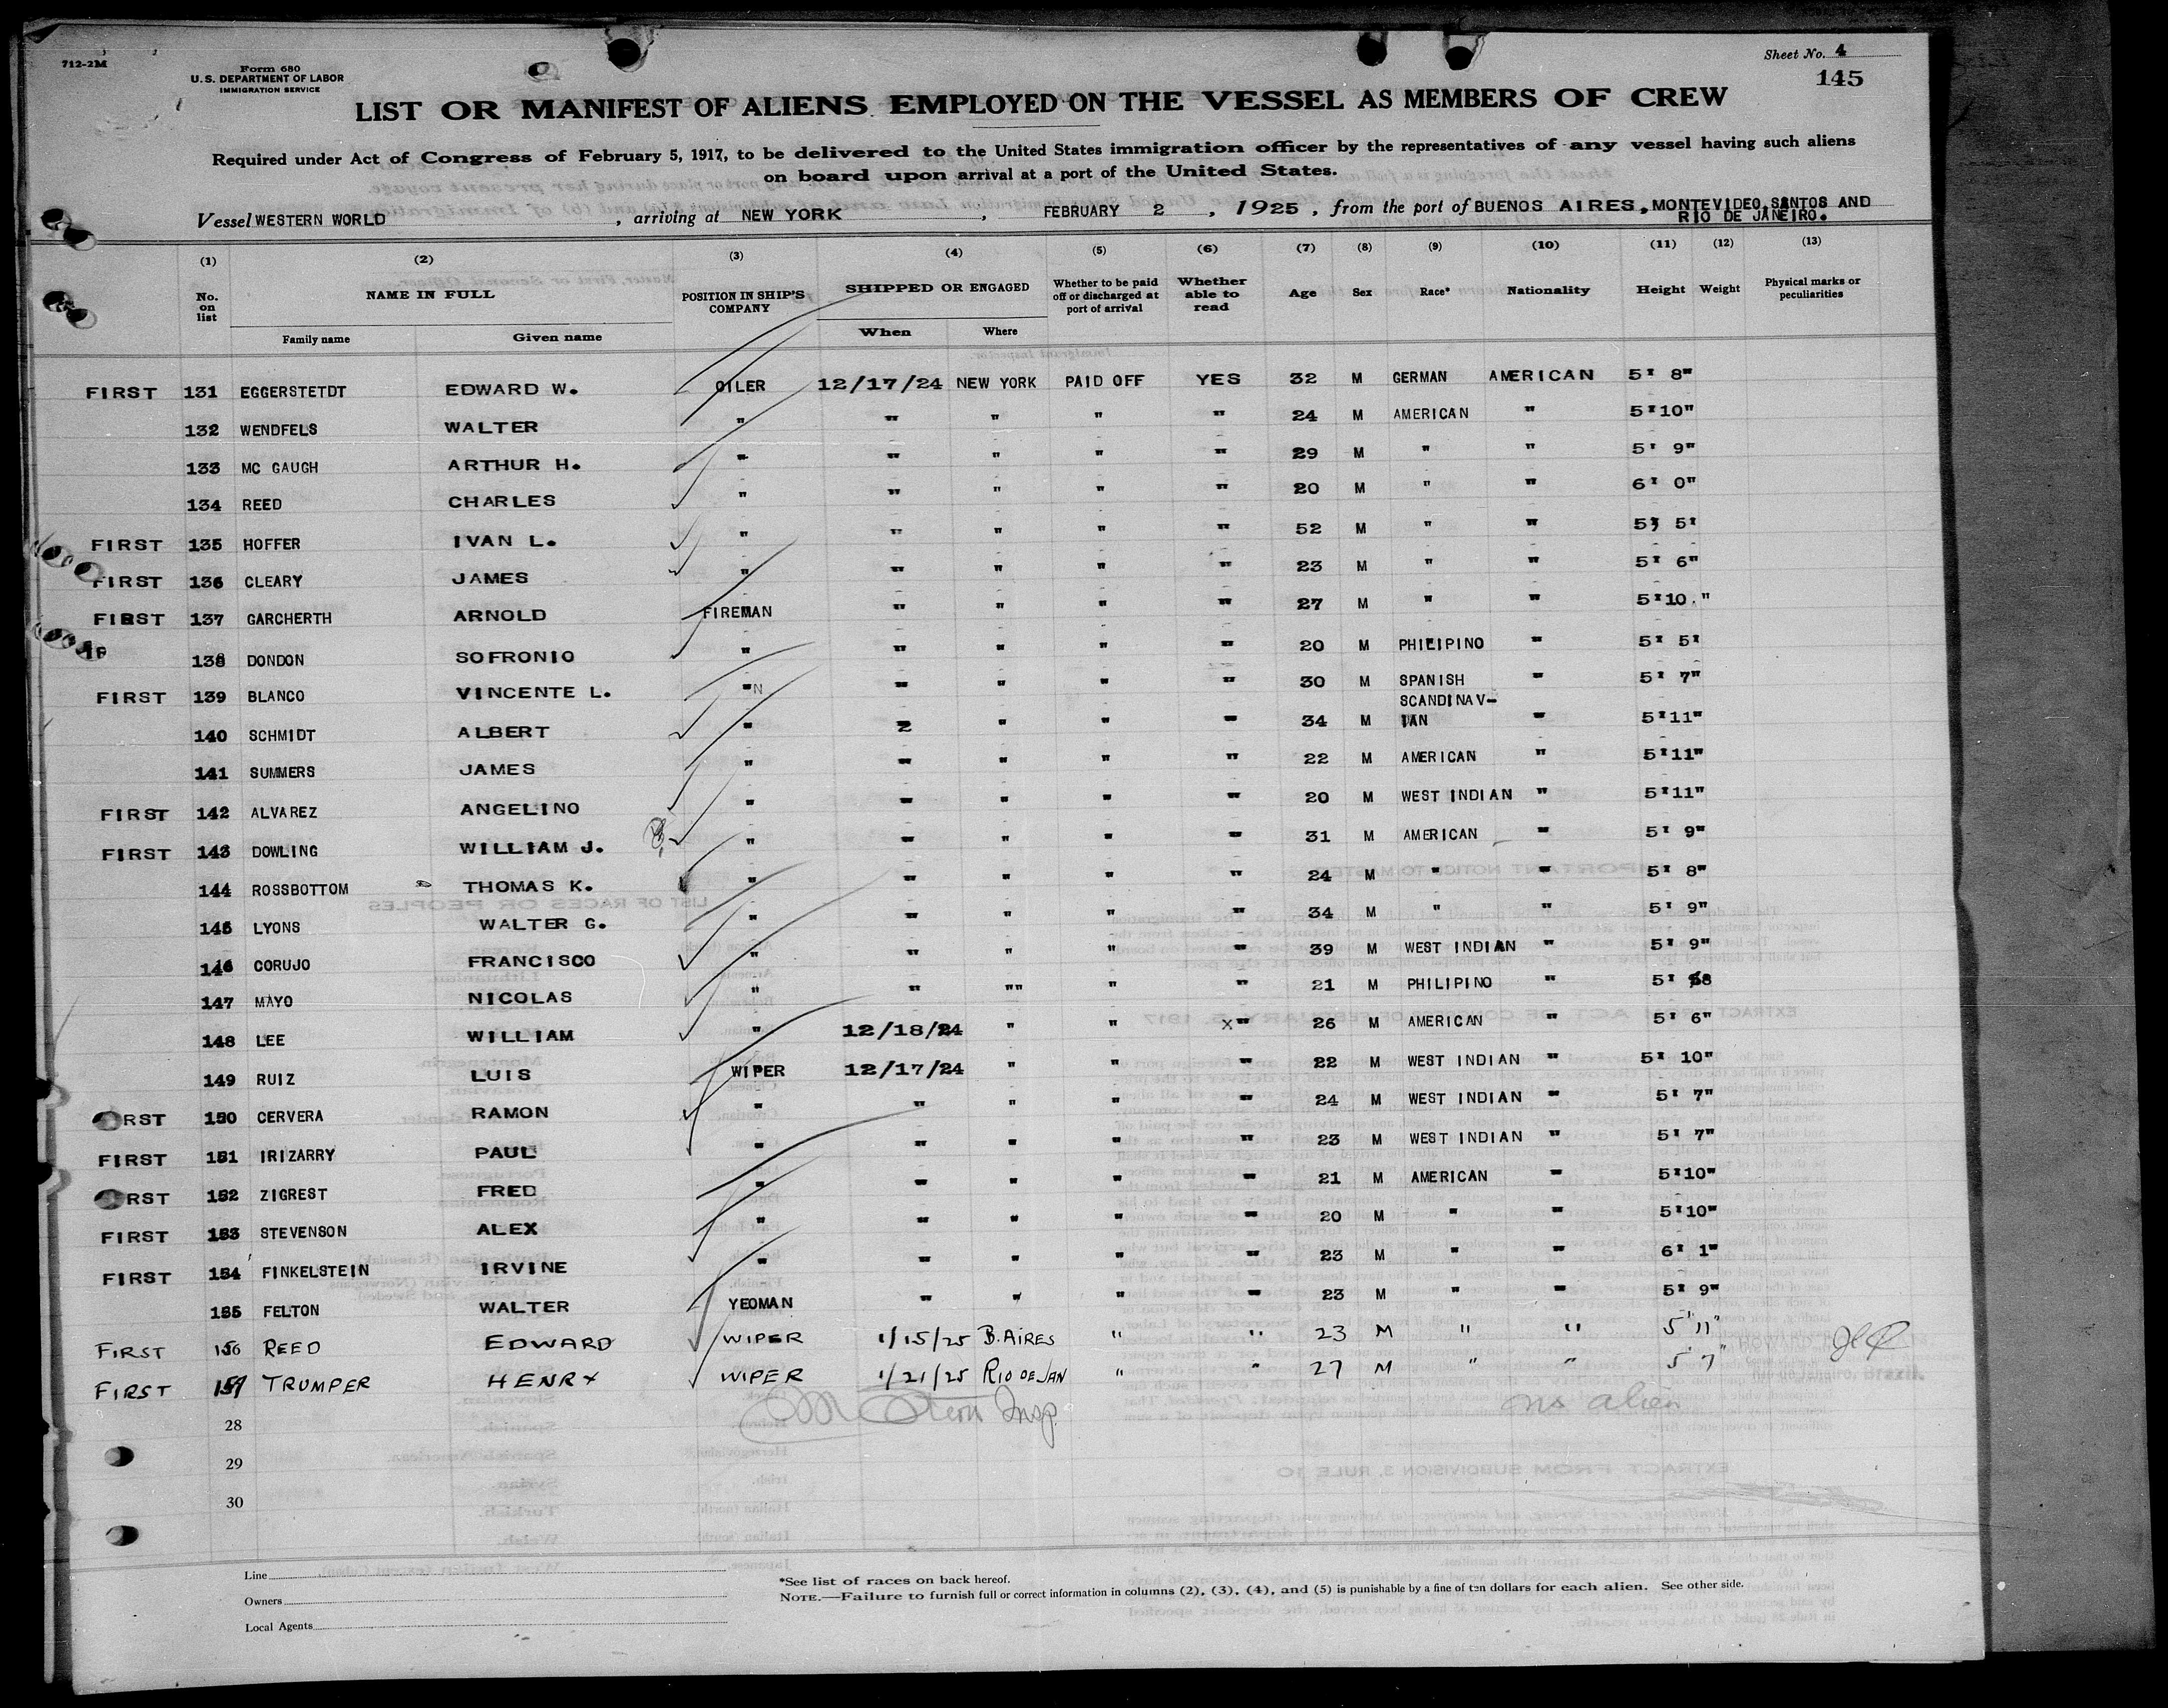 712-2M
Form 680
U.S. DEPARTMENT OF LABOR
IMMIGRATION SERVICE
Sheet No. 4
145
LIST OR MANIFEST OF ALIENS EMPLOYED ON THE VESSEL AS MEMBERS OF CREW
Required under Act of Congress of February 5, 1917, to be delivered to the United States immigration officer by the representatives of any vessel having such aliens
on board upon arrival at a port of the United States.
Vessel WESTERN WORLD, arriving at NEW YORK, FEBRUARY 2, 1925, from the port of BUENOS AIRES, MONTEVIDEO, SANTOS AND
RIO DE JANEIRO.
(1) (2) (3) (4) (5) (6) (7) (8) (9) (10) (11) (12) (13)
No. on list NAME IN FULL POSITION IN SHIP'S COMPANY SHIPPED OR ENGAGED Whether to be paid off or discharged at port of arrival Whether able to read Age Sex Race* Nationality Height Weight Physical marks or peculiarities
Family name Given name When Where
FIRST 131 EGGERSTETDT EDWARD W. OILER 12/17/24 NEW YORK PAID OFF YES 32 M GERMAN AMERICAN 5' 8"
132 WENDFELS WALTER " " " " " 24 M AMERICAN " 5'10"
133 MC GAUGH ARTHUR H. " " " " " 29 M " " 5' 9"
134 REED CHARLES " " " " " 20 M " " 6' 0"
FIRST 135 HOFFER IVAN L. " " " " " 52 M " " 5' 5'
FIRST 136 CLEARY JAMES " " " " " 23 M " " 5' 6"
FIRST 137 GARCHERTH ARNOLD FIREMAN " " " " 27 M " " 5'10."
138 DONDON SOFRONIO " " " " " 20 M PHILIPINO " 5' 5'
FIRST 139 BLANCO VINCENTE L. " " " " " 30 M SPANISH " 5' 7"
140 SCHMIDT ALBERT " 2 " " " 34 M SCANDINAV-IAN " 5'11"
141 SUMMERS JAMES " " " " " 22 M AMERICAN " 5'11"
FIRST 142 ALVAREZ ANGELINO " " " " " 20 M WEST INDIAN " 5'11"
FIRST 143 DOWLING WILLIAM J. " " " " " 31 M AMERICAN " 5' 9"
144 ROSSBOTTOM THOMAS K. " " " " " 24 M " " 5' 8"
145 LYONS WALTER G. " " " " " 34 M " " 5' 9"
146 CORUJO FRANCISCO " " " " " 39 M WEST INDIAN " 5' 9"
147 MAYO NICOLAS " " "" " " 21 M PHILIPINO " 5' 8
148 LEE WILLIAM " 12/18/24 " " x" 26 M AMERICAN " 5' 6"
149 RUIZ LUIS WIPER 12/17/24 " " " 22 M WEST INDIAN " 5' 10"
RST 150 CERVERA RAMON " " " " " 24 M WEST INDIAN " 5' 7"
FIRST 151 IRIZARRY PAUL " " " " " 23 M WEST INDIAN " 5' 7"
RST 152 ZIGREST FRED " " " " " 21 M AMERICAN " 5'10"
FIRST 153 STEVENSON ALEX " " " " " 20 M " " 5'10"
FIRST 154 FINKELSTEIN IRVINE " " " " " 23 M " " 6' 1"
155 FELTON WALTER YEOMAN " " " " 23 M " " 5' 9"
FIRST 156 REED EDWARD WIPER 1/15/25 B. AIRES " " 23 M " " 5' 11"
FIRST 157 TRUMPER HENRY WIPER 1/21/25 RIO DE JAN " " 27 M " " 5' 7"
Insp. no alien
28
29
30
Line
Owners
Local Agents
*See list of races on back hereof.
NOTE.—Failure to furnish full or correct information in columns (2), (3), (4), and (5) is punishable by a fine of ten dollars for each alien. See other side.